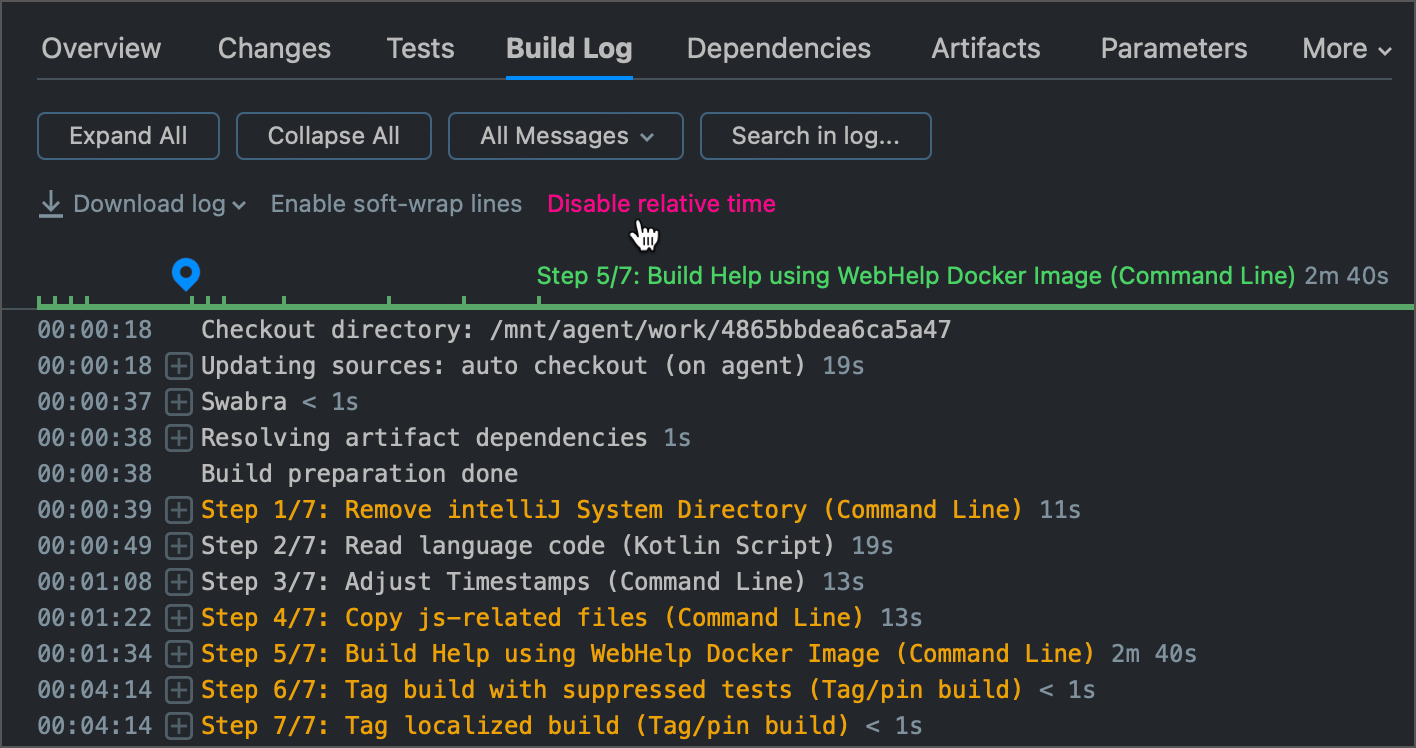 Overview Changes Tests Build Log Dependencies Artifacts Parameters More
Expand All Collapse All All Messages Search in log...
Download log Enable soft-wrap lines Disable relative time
Step 5/7: Build Help using WebHelp Docker Image (Command Line) 2m 40s
00:00:18 Checkout directory: /mnt/agent/work/4865bbdea6ca5a47
00:00:18 Updating sources: auto checkout (on agent) 19s
00:00:37 Swabra < 1s
00:00:38 Resolving artifact dependencies 1s
00:00:38 Build preparation done
00:00:39 Step 1/7: Remove intelliJ System Directory (Command Line) 11s
00:00:49 Step 2/7: Read language code (Kotlin Script) 19s
00:01:08 Step 3/7: Adjust Timestamps (Command Line) 13s
00:01:22 Step 4/7: Copy js-related files (Command Line) 13s
00:01:34 Step 5/7: Build Help using WebHelp Docker Image (Command Line) 2m 40s
00:04:14 Step 6/7: Tag build with suppressed tests (Tag/pin build) < 1s
00:04:14 Step 7/7: Tag localized build (Tag/pin build) < 1s